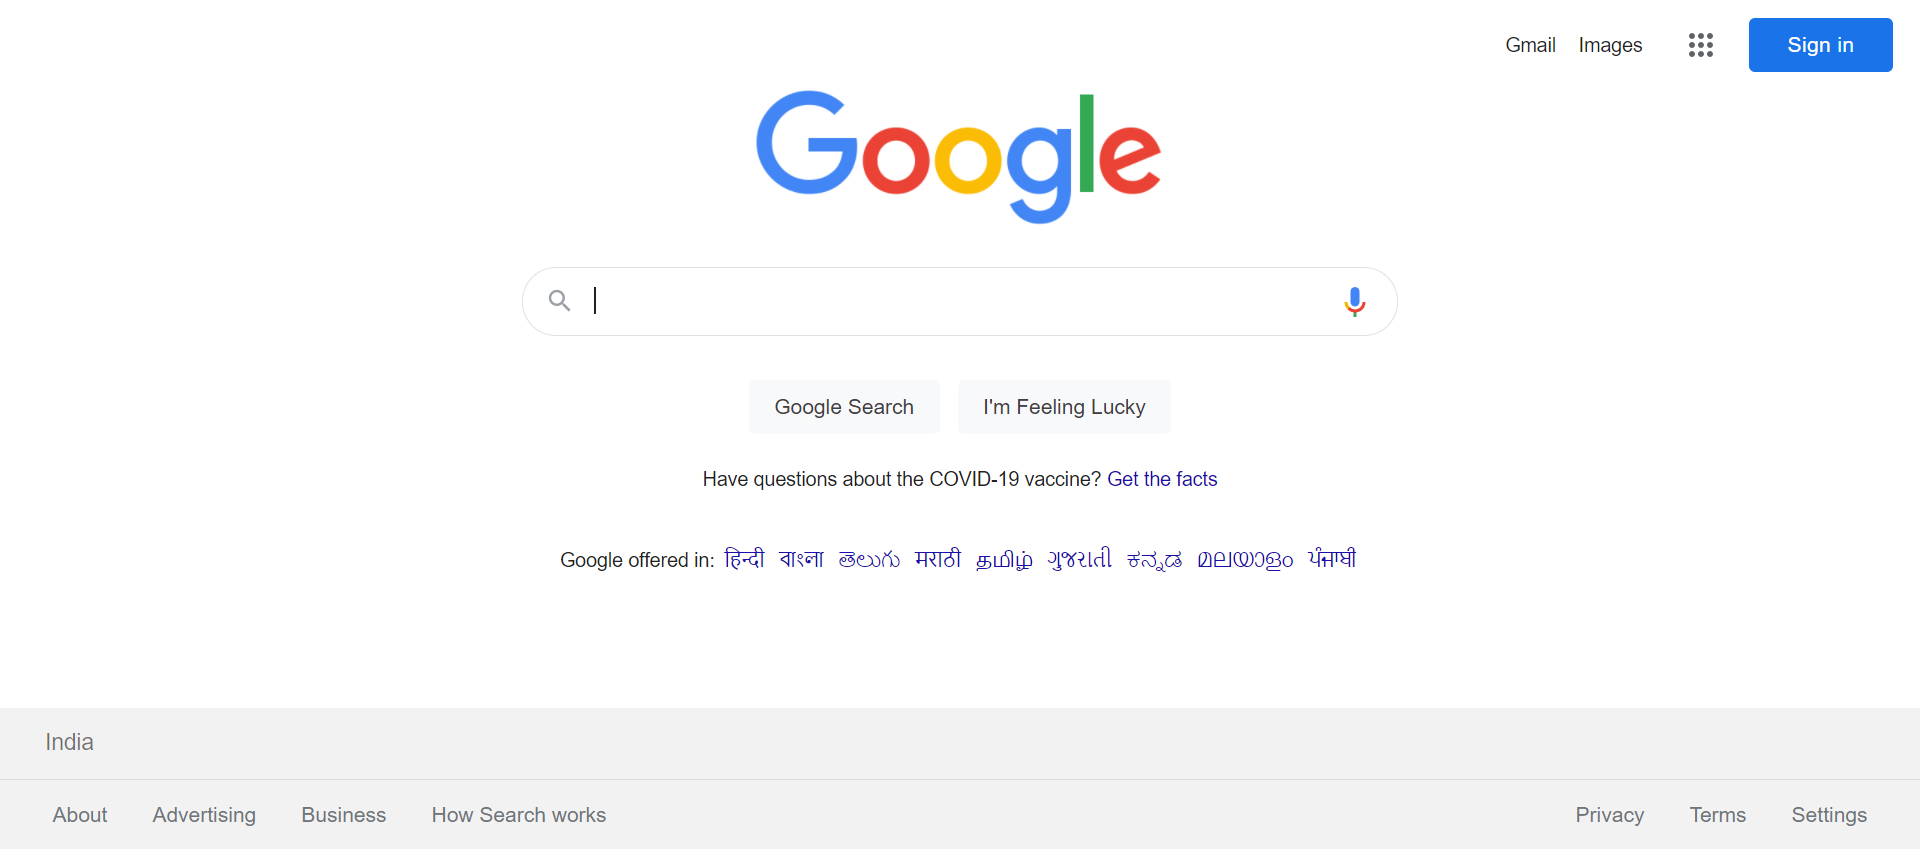 Gmail Images Sign in
Google
Google Search I'm Feeling Lucky
Have questions about the COVID-19 vaccine? Get the facts
Google offered in: हिन्दी বাংলা తెలుగు मराठी தமிழ் ગુજરાતી ಕನ್ನಡ മലയാളം ਪੰਜਾਬੀ
India
About Advertising Business How Search works Privacy Terms Settings